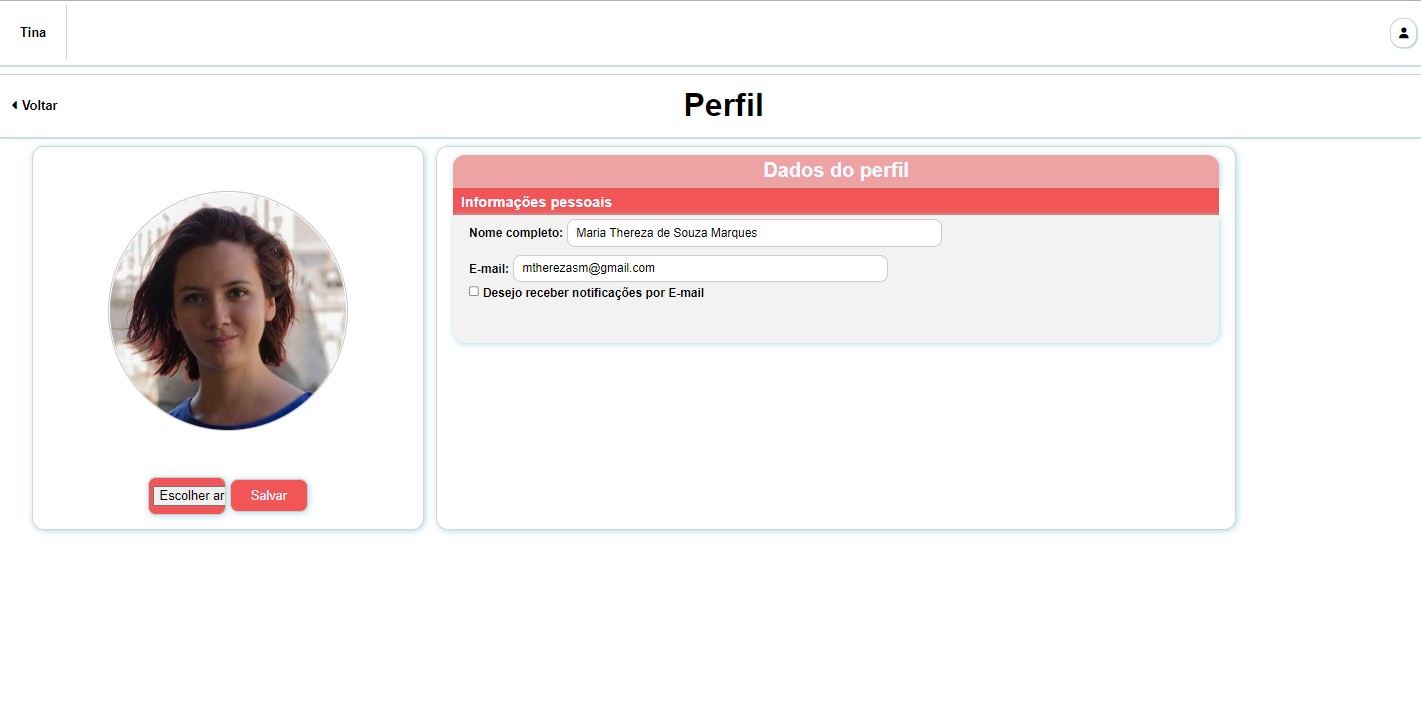 Tina
Voltar
Perfil
Dados do perfil
Informações pessoais
Nome completo: Maria Thereza de Souza Marques
E-mail: mtherezasm@gmail.com
Desejo receber notificações por E-mail
Escolher ar
Salvar